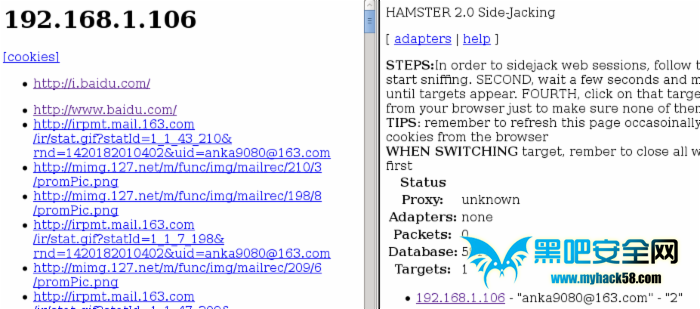 192.168.1.106
[cookies]
http://i.baidu.com/
http://www.baidu.com/
http://irpmt.mail.163.com
/ir/stat.gif?statId=1_1_43_210&
rnd=1420182010402&uid=anka9080@163.com
http://mimg.127.net/m/func/img/mailrec/210/3
/promPic.png
http://mimg.127.net/m/func/img/mailrec/198/8
/promPic.png
http://irpmt.mail.163.com
/ir/stat.gif?statId=1_1_7_198&
rnd=1420182010402&uid=anka9080@163.com
http://mimg.127.net/m/func/img/mailrec/209/6
/promPic.png
http://irpmt.mail.163.com
HAMSTER 2.0 Side-Jacking
[ adapters | help ]
STEPS:In order to sidejack web sessions, follow t
start sniffing. SECOND, wait a few seconds and m
until targets appear. FOURTH, click on that targe
from your browser just to make sure none of them
TIPS: remember to refresh this page occasoinally
cookies from the browser
WHEN SWITCHING target, rember to close all w
first
Status
Proxy: unknown
Adapters: none
Packets: 0
Database: 5
Targets: 1
192.168.1.106 - "anka9080@163.com" - "2"
黑吧安全网
www.myhack58.com